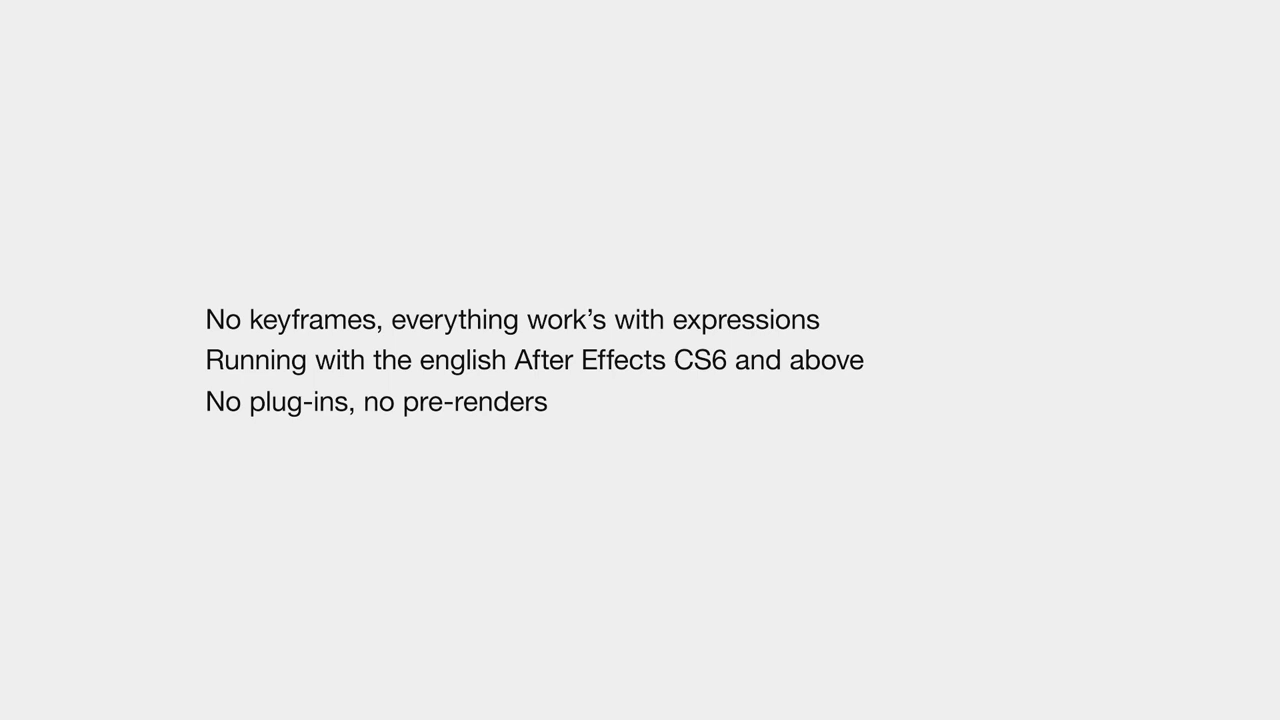 No keyframes, everything work’s with expressions
Running with the english After Effects CS6 and above
No plug-ins, no pre-renders